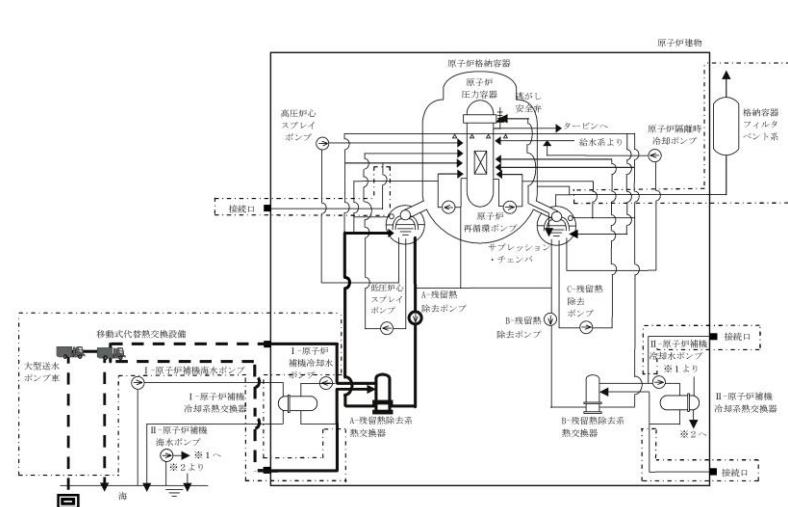 原子炉建物
原子炉格納容器
原子炉
圧力容器
逃がし
安全弁
高圧炉心
スプレイ
ポンプ
タービンへ
給水系より
原子炉隔離時
冷却ポンプ
格納容器
フィルタ
ベント系
接続口
原子炉
再循環ポンプ
サプレッション
・チェンバ
低圧炉心
スプレイ
ポンプ
A-残留熱
除去ポンプ
B-残留熱
除去ポンプ
C-残留熱
除去
ポンプ
移動式代替熱交換設備
大型送水
ポンプ車
I-原子炉
補機冷却水
ポンプ
I-原子炉補機海水ポンプ
I-原子炉補機
冷却系熱交換器
II-原子炉補機
海水ポンプ
※1へ
※2より
海
A-残留熱除去系
熱交換器
B-残留熱除去系
熱交換器
接続口
II-原子炉補機
冷却水ポンプ
※1より
II-原子炉補機
冷却系熱交換器
※2へ
接続口